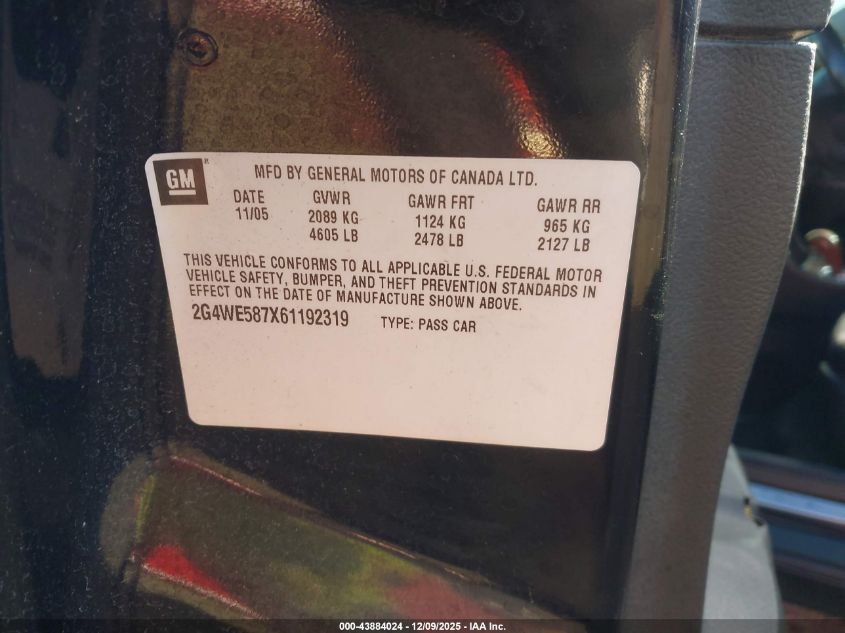 GM
MFD BY GENERAL MOTORS OF CANADA LTD.
DATE GVWR GAWR FRT GAWR RR
11/05 2089 KG 1124 KG 965 KG
4605 LB 2478 LB 2127 LB
THIS VEHICLE CONFORMS TO ALL APPLICABLE U.S. FEDERAL MOTOR
VEHICLE SAFETY, BUMPER, AND THEFT PREVENTION STANDARDS IN
EFFECT ON THE DATE OF MANUFACTURE SHOWN ABOVE.
2G4WE587X61192319 TYPE: PASS CAR
000-43884024 - 12/09/2025 - IAA Inc.